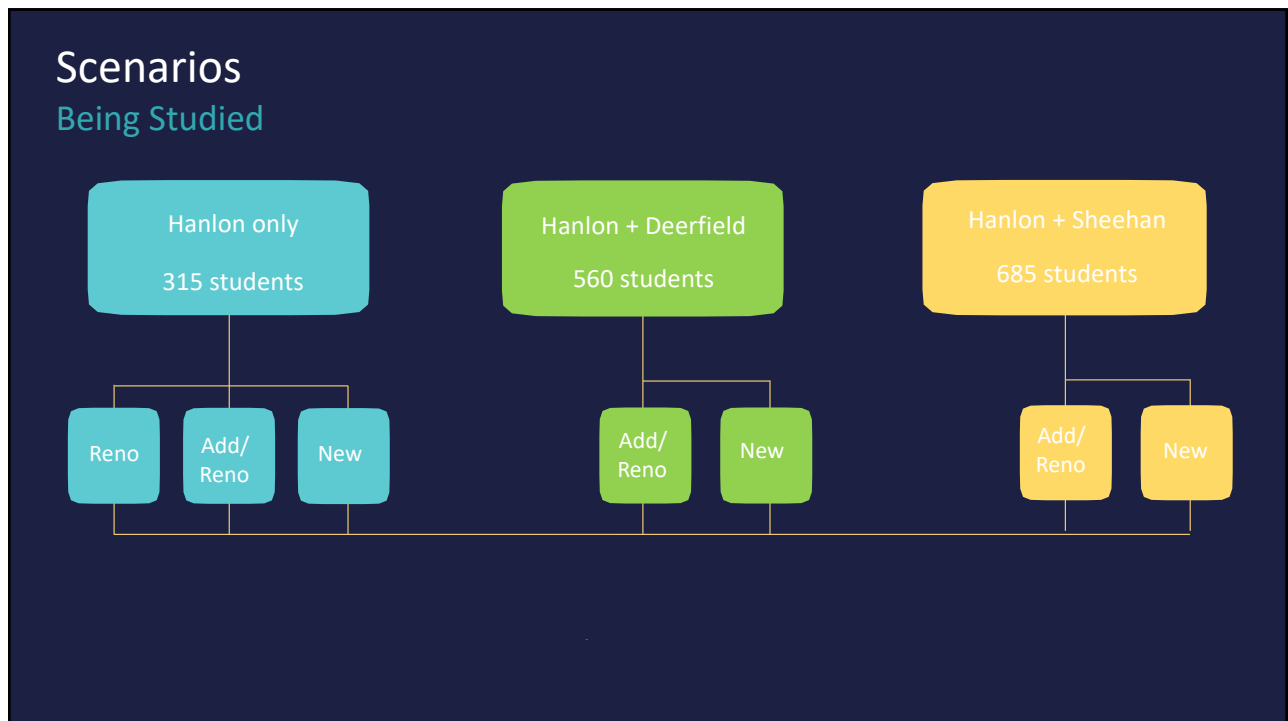 Scenarios
Being Studied
Hanlon only
315 students
Hanlon + Deerfield
560 students
Hanlon + Sheehan
685 students
Reno
Add/
Reno
New
Add/
Reno
New
Add/
Reno
New